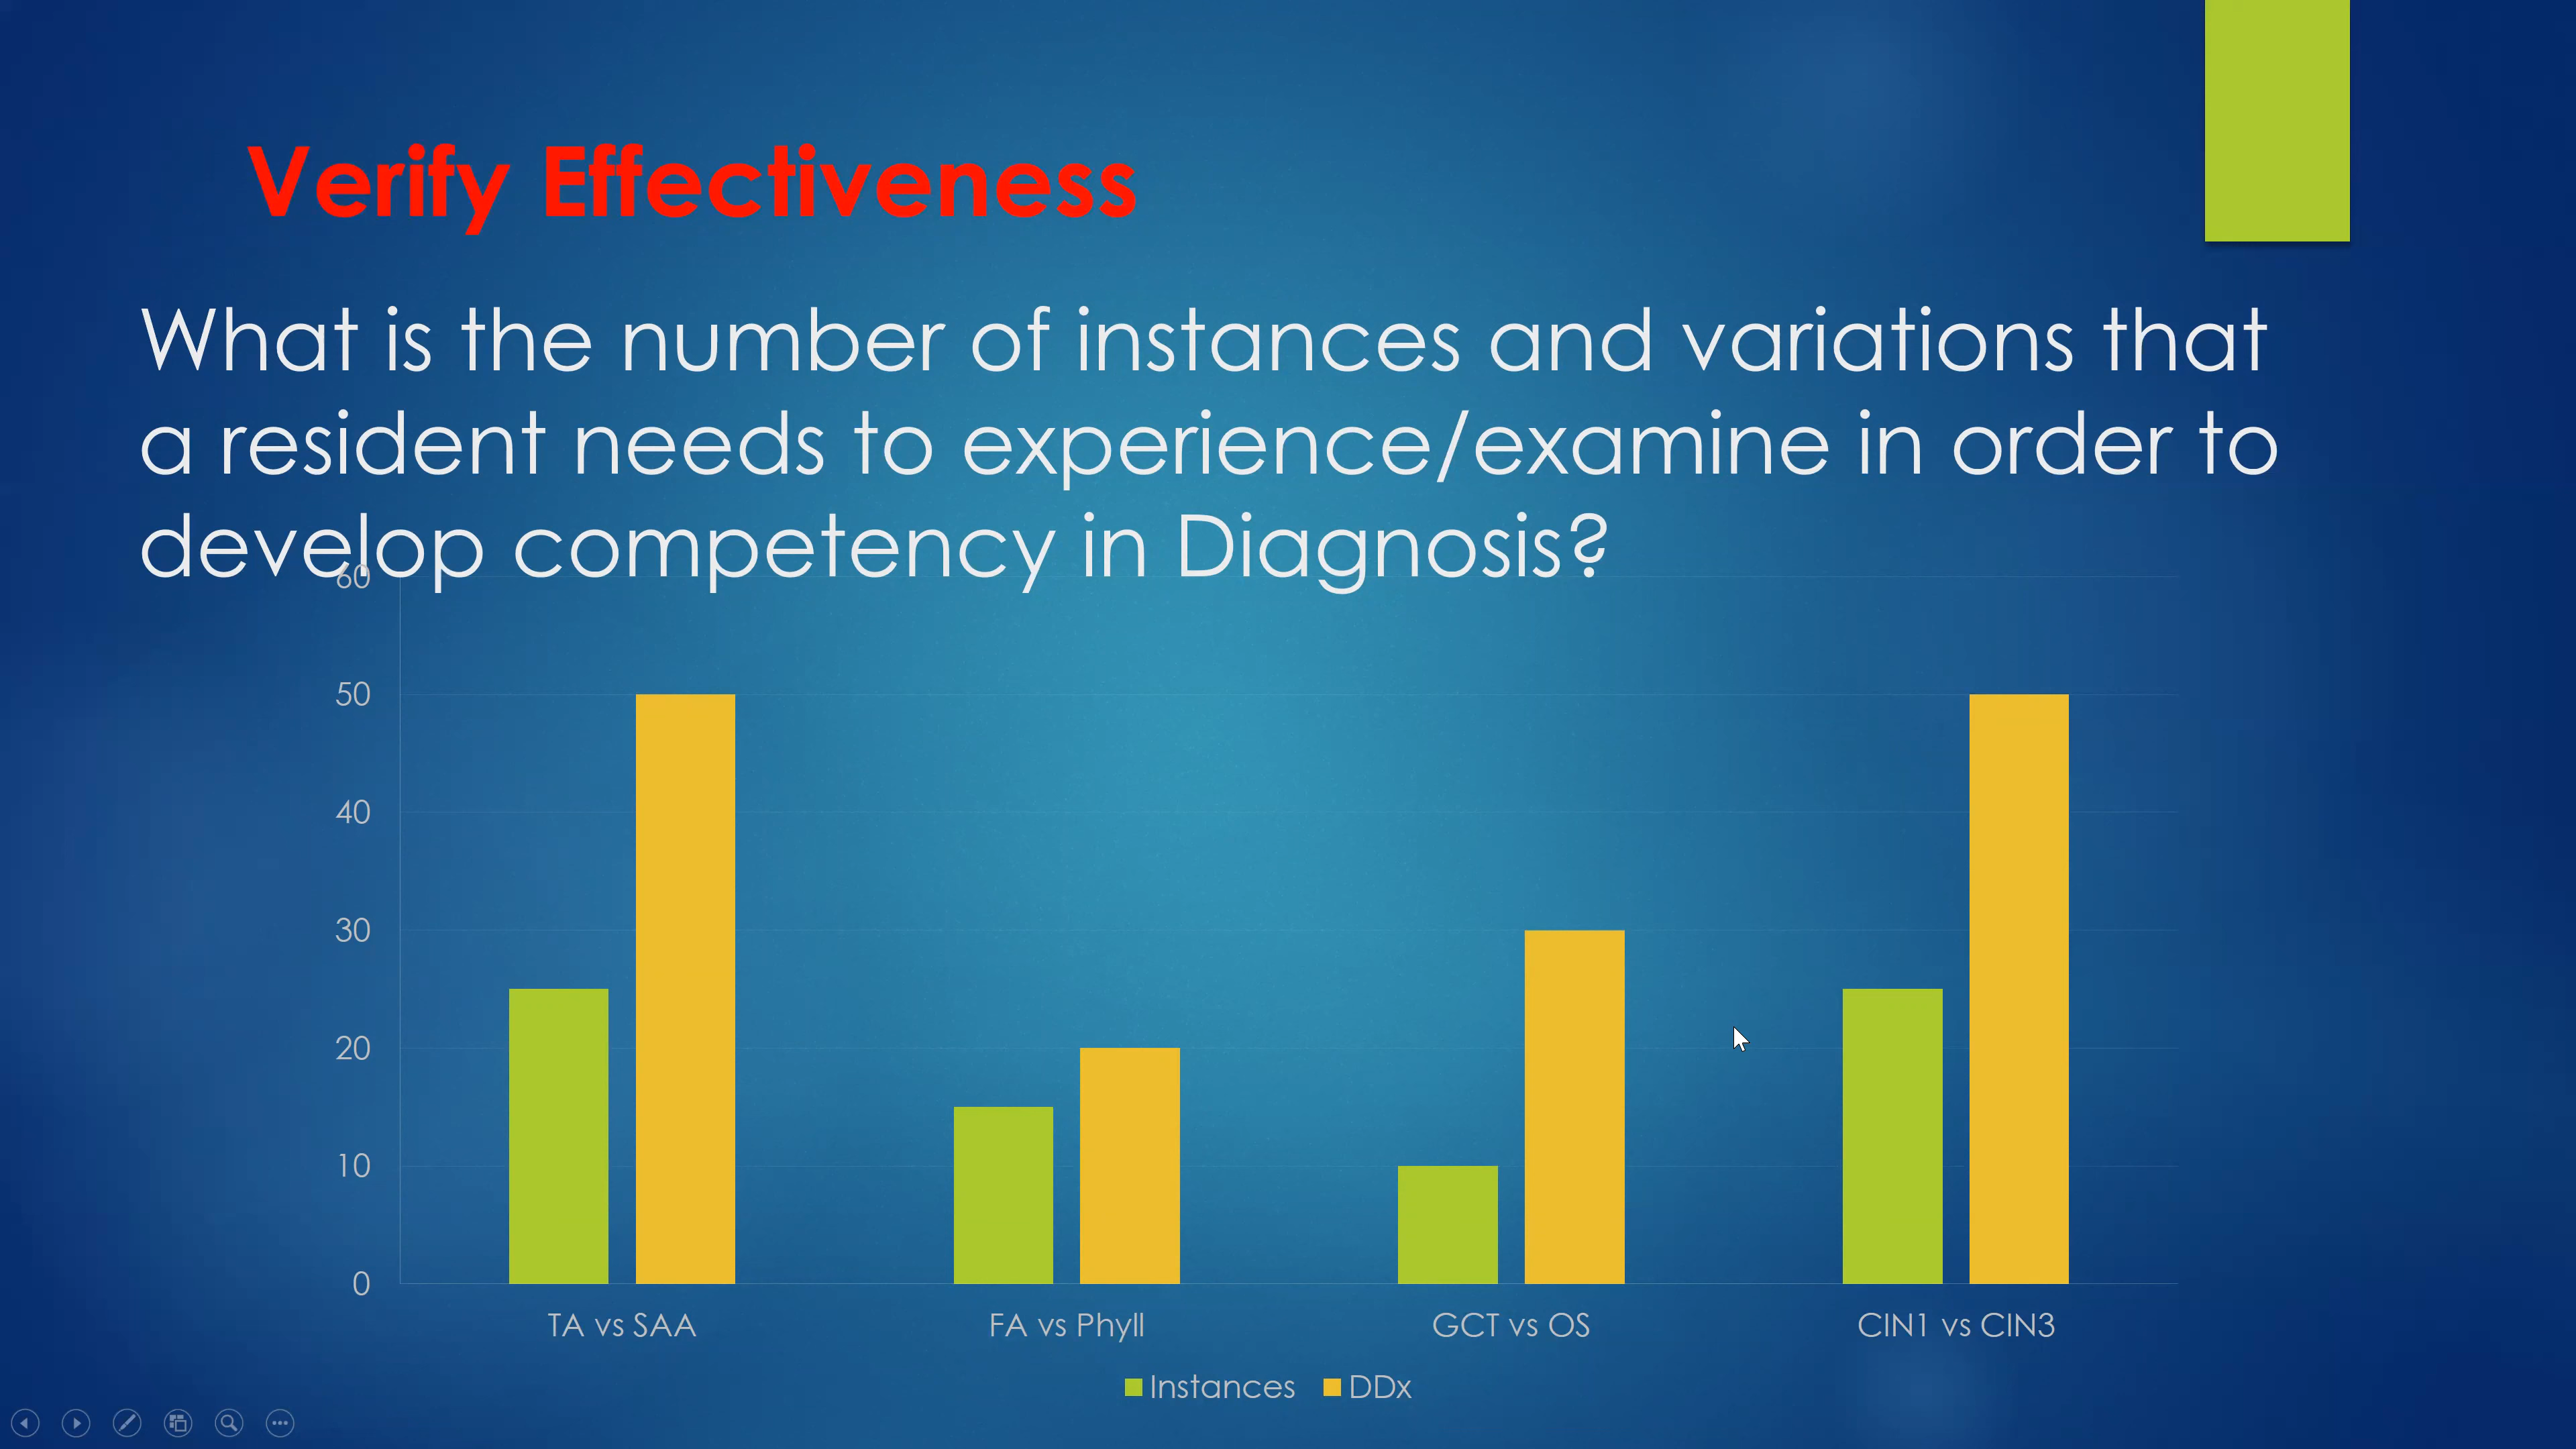 Verify Effectiveness
What is the number of instances and variations that
a resident needs to experience/examine in order to
develop competency in Diagnosis?
60
50
40
30
20
10
0
TA vs SAA
FA vs Phyll
GCT vs OS
CIN1 vs CIN3
Instances DDx